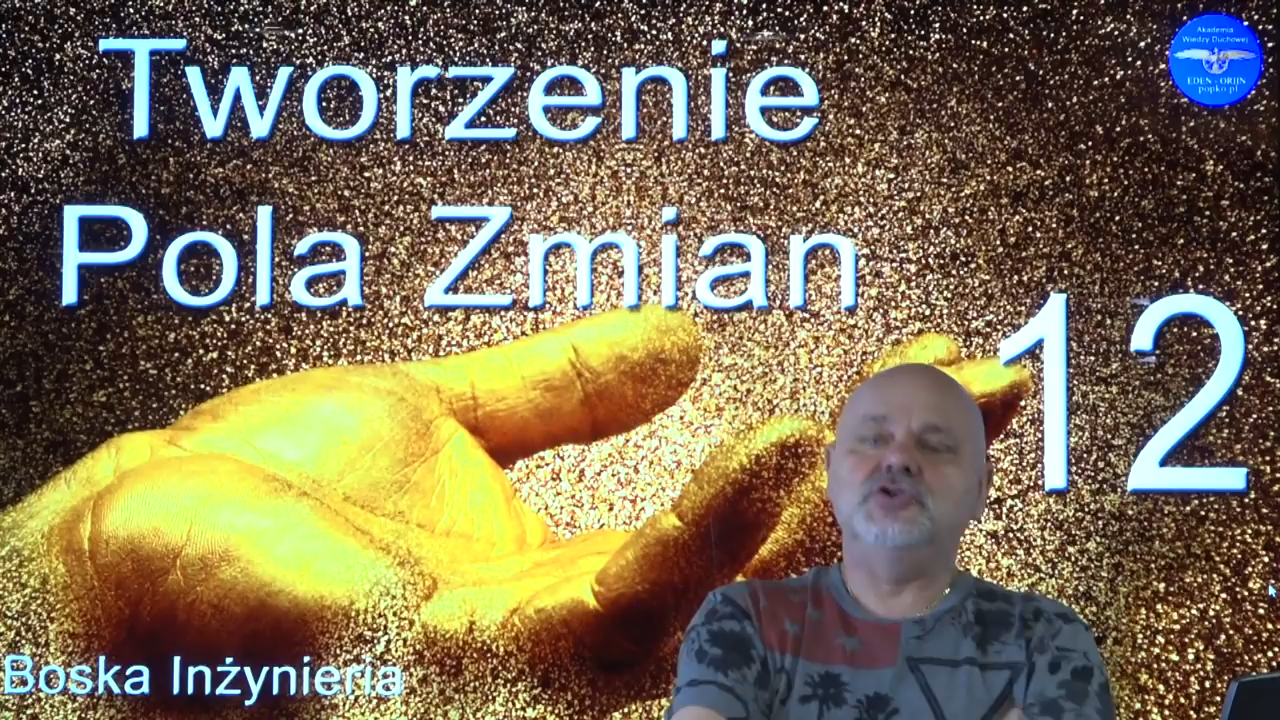 Tworzenie
Pola Zmian
12
Boska Inżynieria
Akademia
Wiedzy Duchowej
EDEN - ORIJN
popko.pl